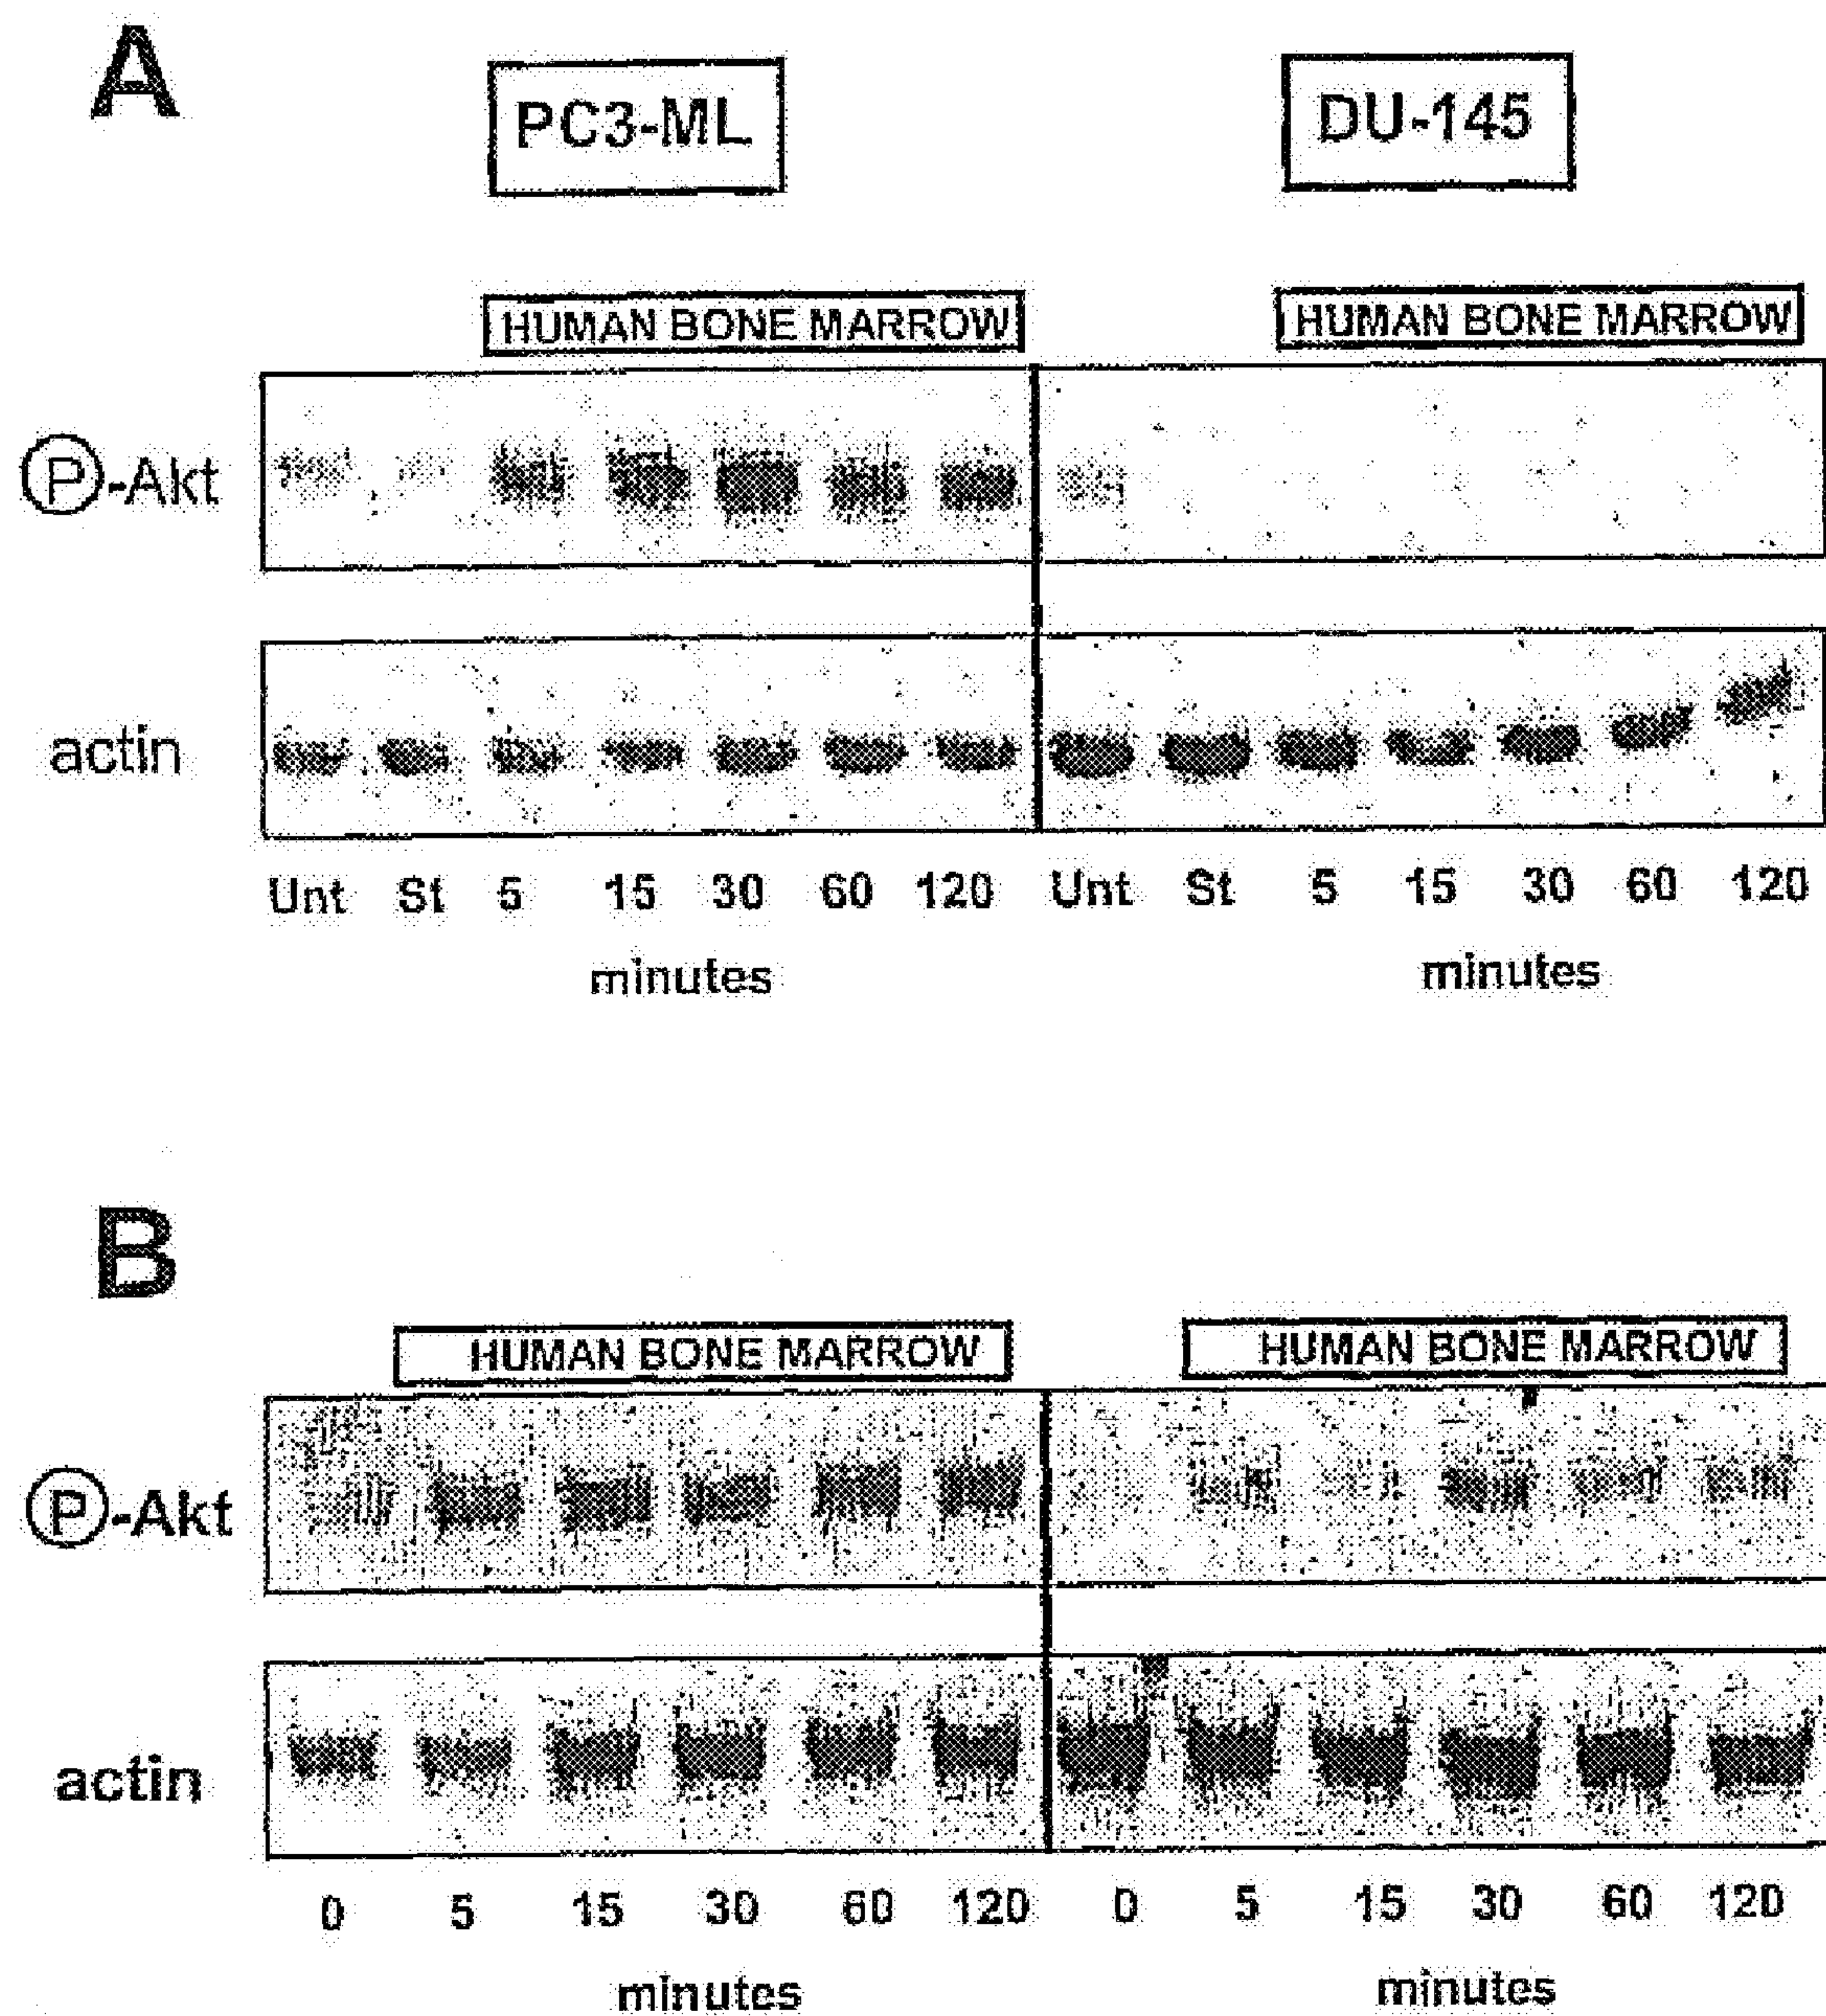 A
PC3-ML DU-145
HUMAN BONE MARROW HUMAN BONE MARROW
P-Akt
actin
Unt St 5 15 30 60 120 Unt St 5 15 30 60 120
minutes minutes
B
HUMAN BONE MARROW HUMAN BONE MARROW
P-Akt
actin
0 5 15 30 60 120 0 5 15 30 60 120
minutes minutes